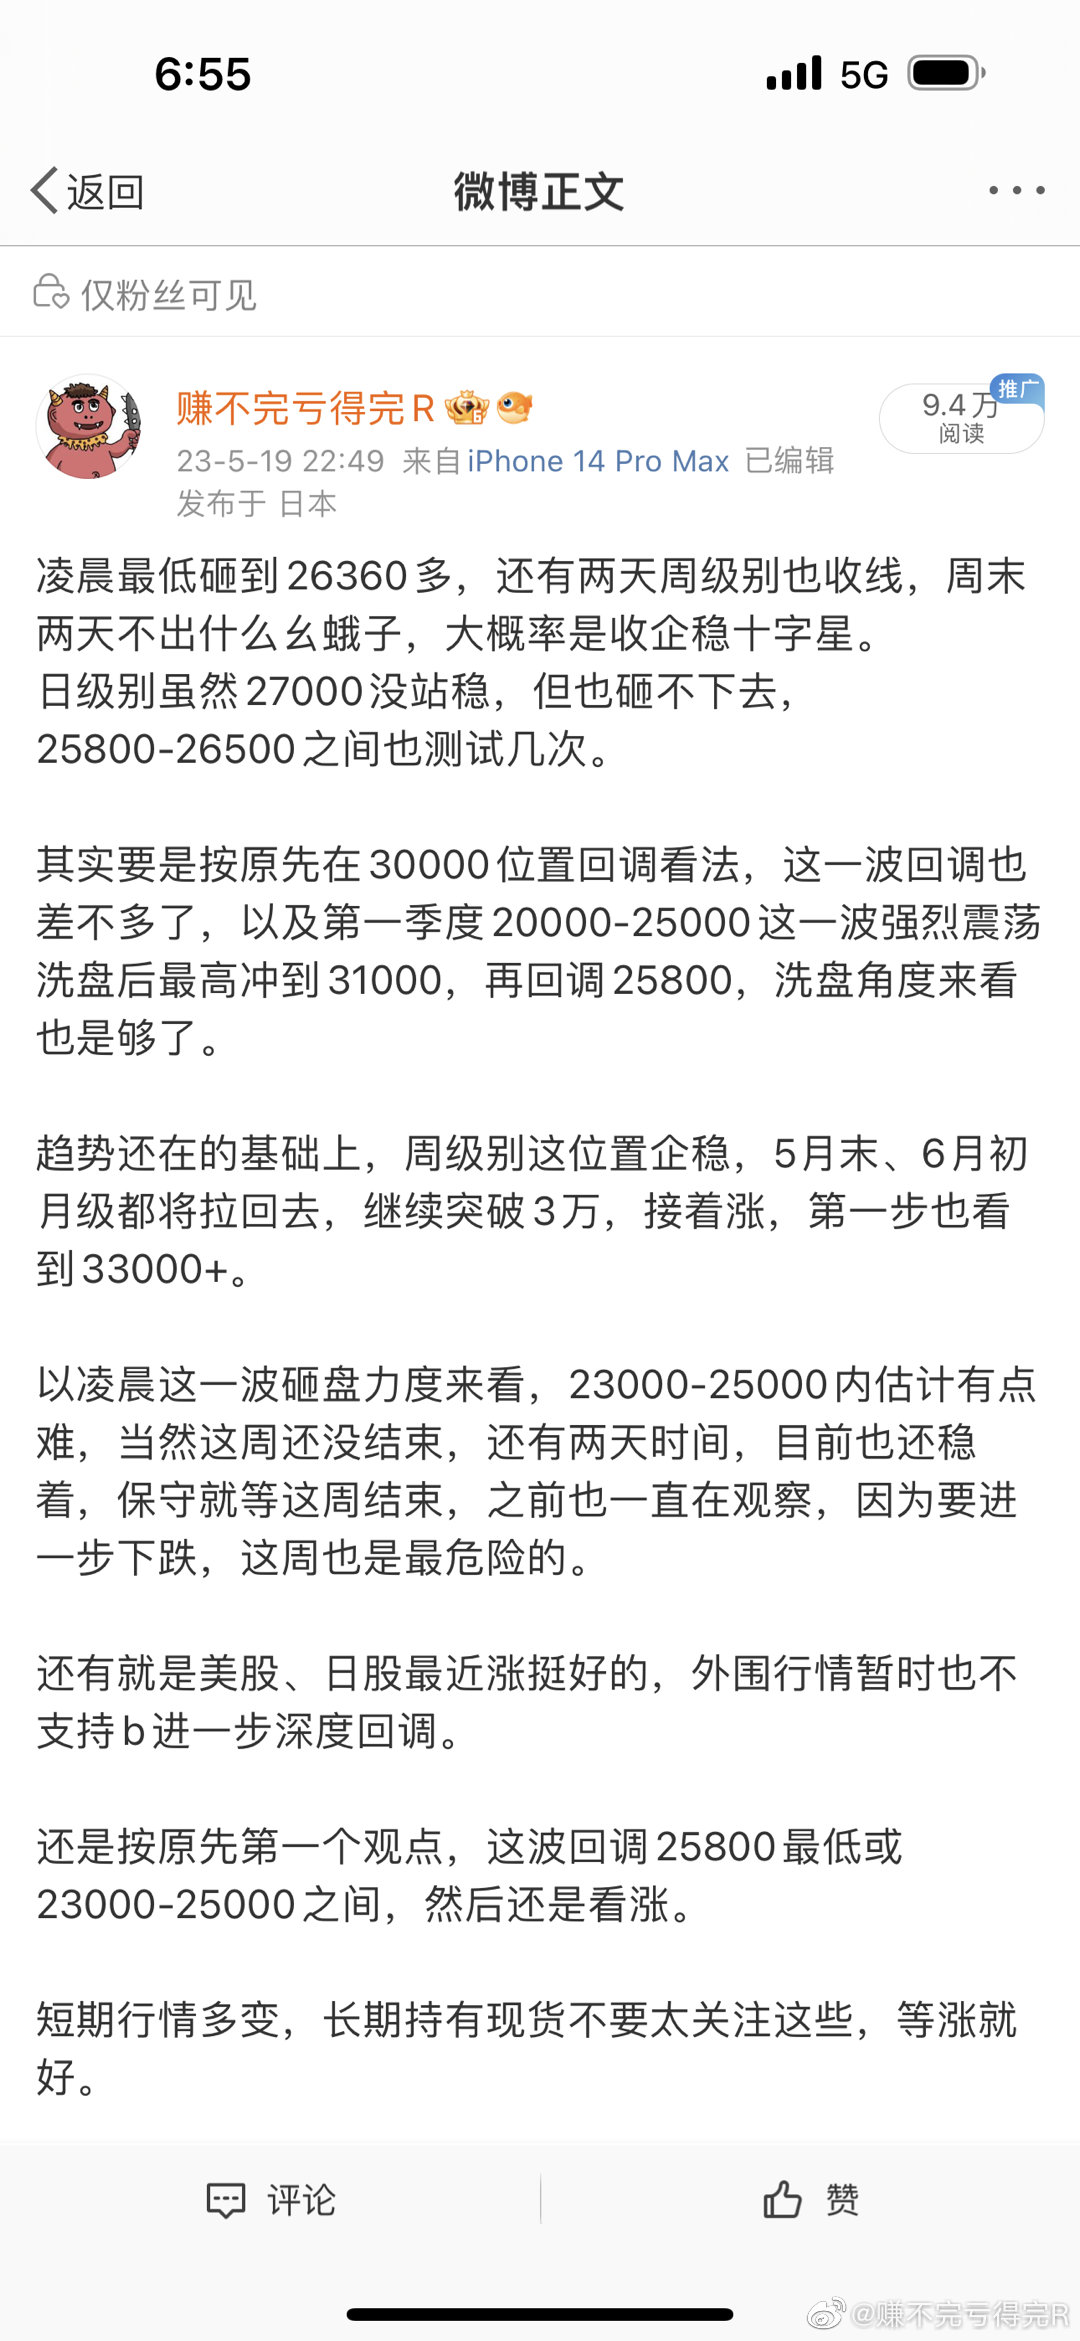 6:55
5G
返回
微博正文
仅粉丝可见
赚不完亏得完R
9.4万
推广
阅读
23-5-19 22:49 来自iPhone 14 Pro Max 已编辑
发布于 日本
凌晨最低砸到26360多，还有两天周级别也收线，周末
两天不出什么幺蛾子，大概率是收企稳十字星。
日级别虽然27000没站稳，但也砸不下去，
25800-26500之间也测试几次。
其实要是按原先在30000位置回调看法，这一波回调也
差不多了，以及第一季度20000-25000这一波强烈震荡
洗盘后最高冲到31000，再回调25800，洗盘角度来看
也是够了。
趋势还在的基础上，周级别这位置企稳，5月末、6月初
月级都将拉回去，继续突破3万，接着涨，第一步也看
到33000+。
以凌晨这一波砸盘力度来看，23000-25000内估计有点
难，当然这周还没结束，还有两天时间，目前也还稳
着，保守就等这周结束，之前也一直在观察，因为要进
一步下跌，这周也是最危险的。
还有就是美股、日股最近涨挺好的，外围行情暂时也不
支持b进一步深度回调。
还是按原先第一个观点，这波回调25800最低或
23000-25000之间，然后还是看涨。
短期行情多变，长期持有现货不要太关注这些，等涨就
好。
评论
赞
@赚不完亏得完R